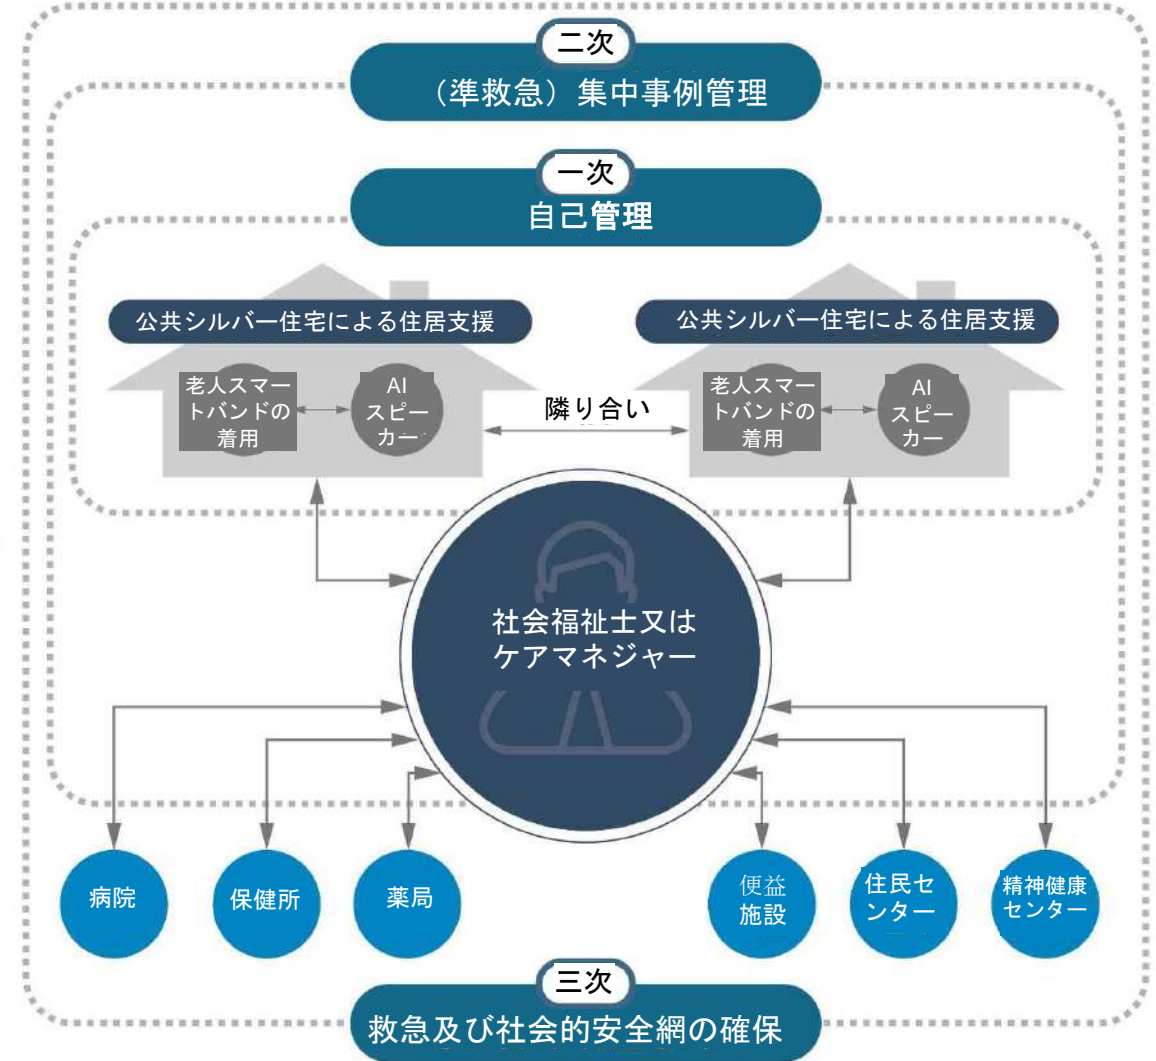 二次
（準救急）集中事例管理
一次
自己管理
公共シルバー住宅による住居支援
公共シルバー住宅による住居支援
老人スマー
トバンドの
着用
AI
スピー
カー
隣り合い
老人スマー
トバンドの
着用
AI
スピー
カー
社会福祉士又は
ケアマネジャー
病院
保健所
薬局
便益
施設
住民セ
ンター
精神健康
センター
三次
救急及び社会的安全網の確保